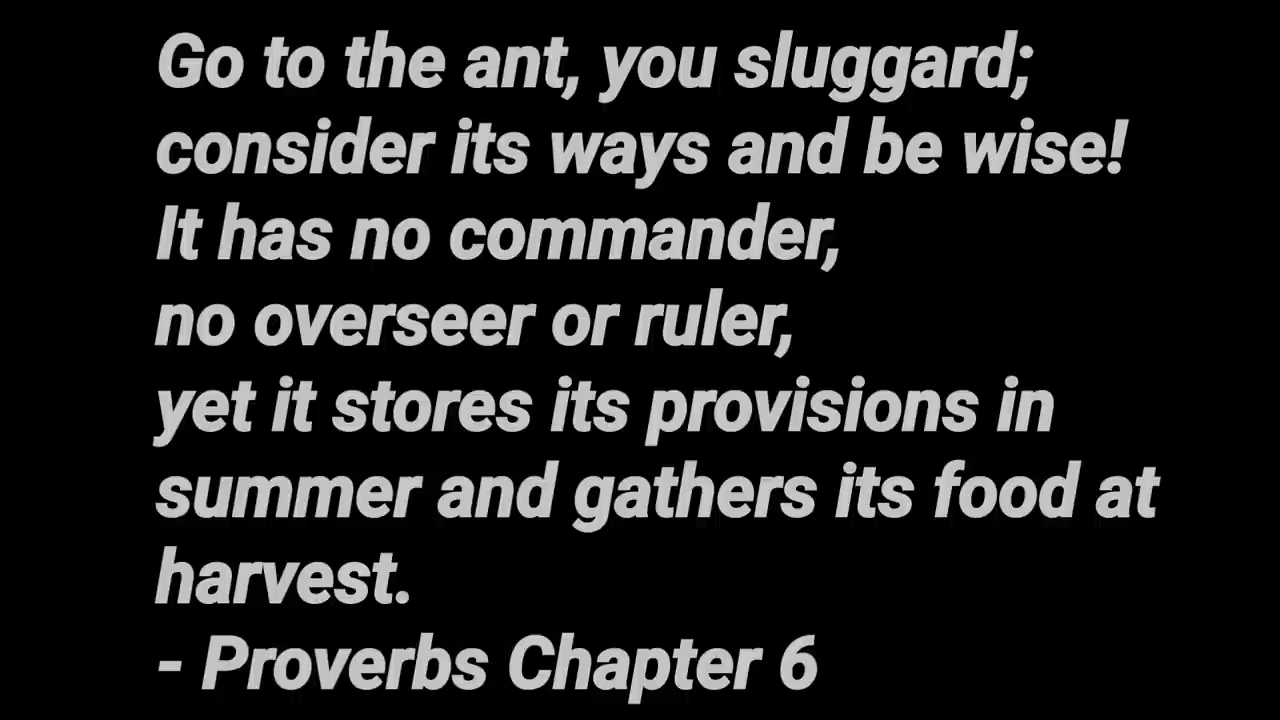 Go to the ant, you sluggard;
consider its ways and be wise!
It has no commander,
no overseer or ruler,
yet it stores its provisions in
summer and gathers its food at
harvest.
- Proverbs Chapter 6